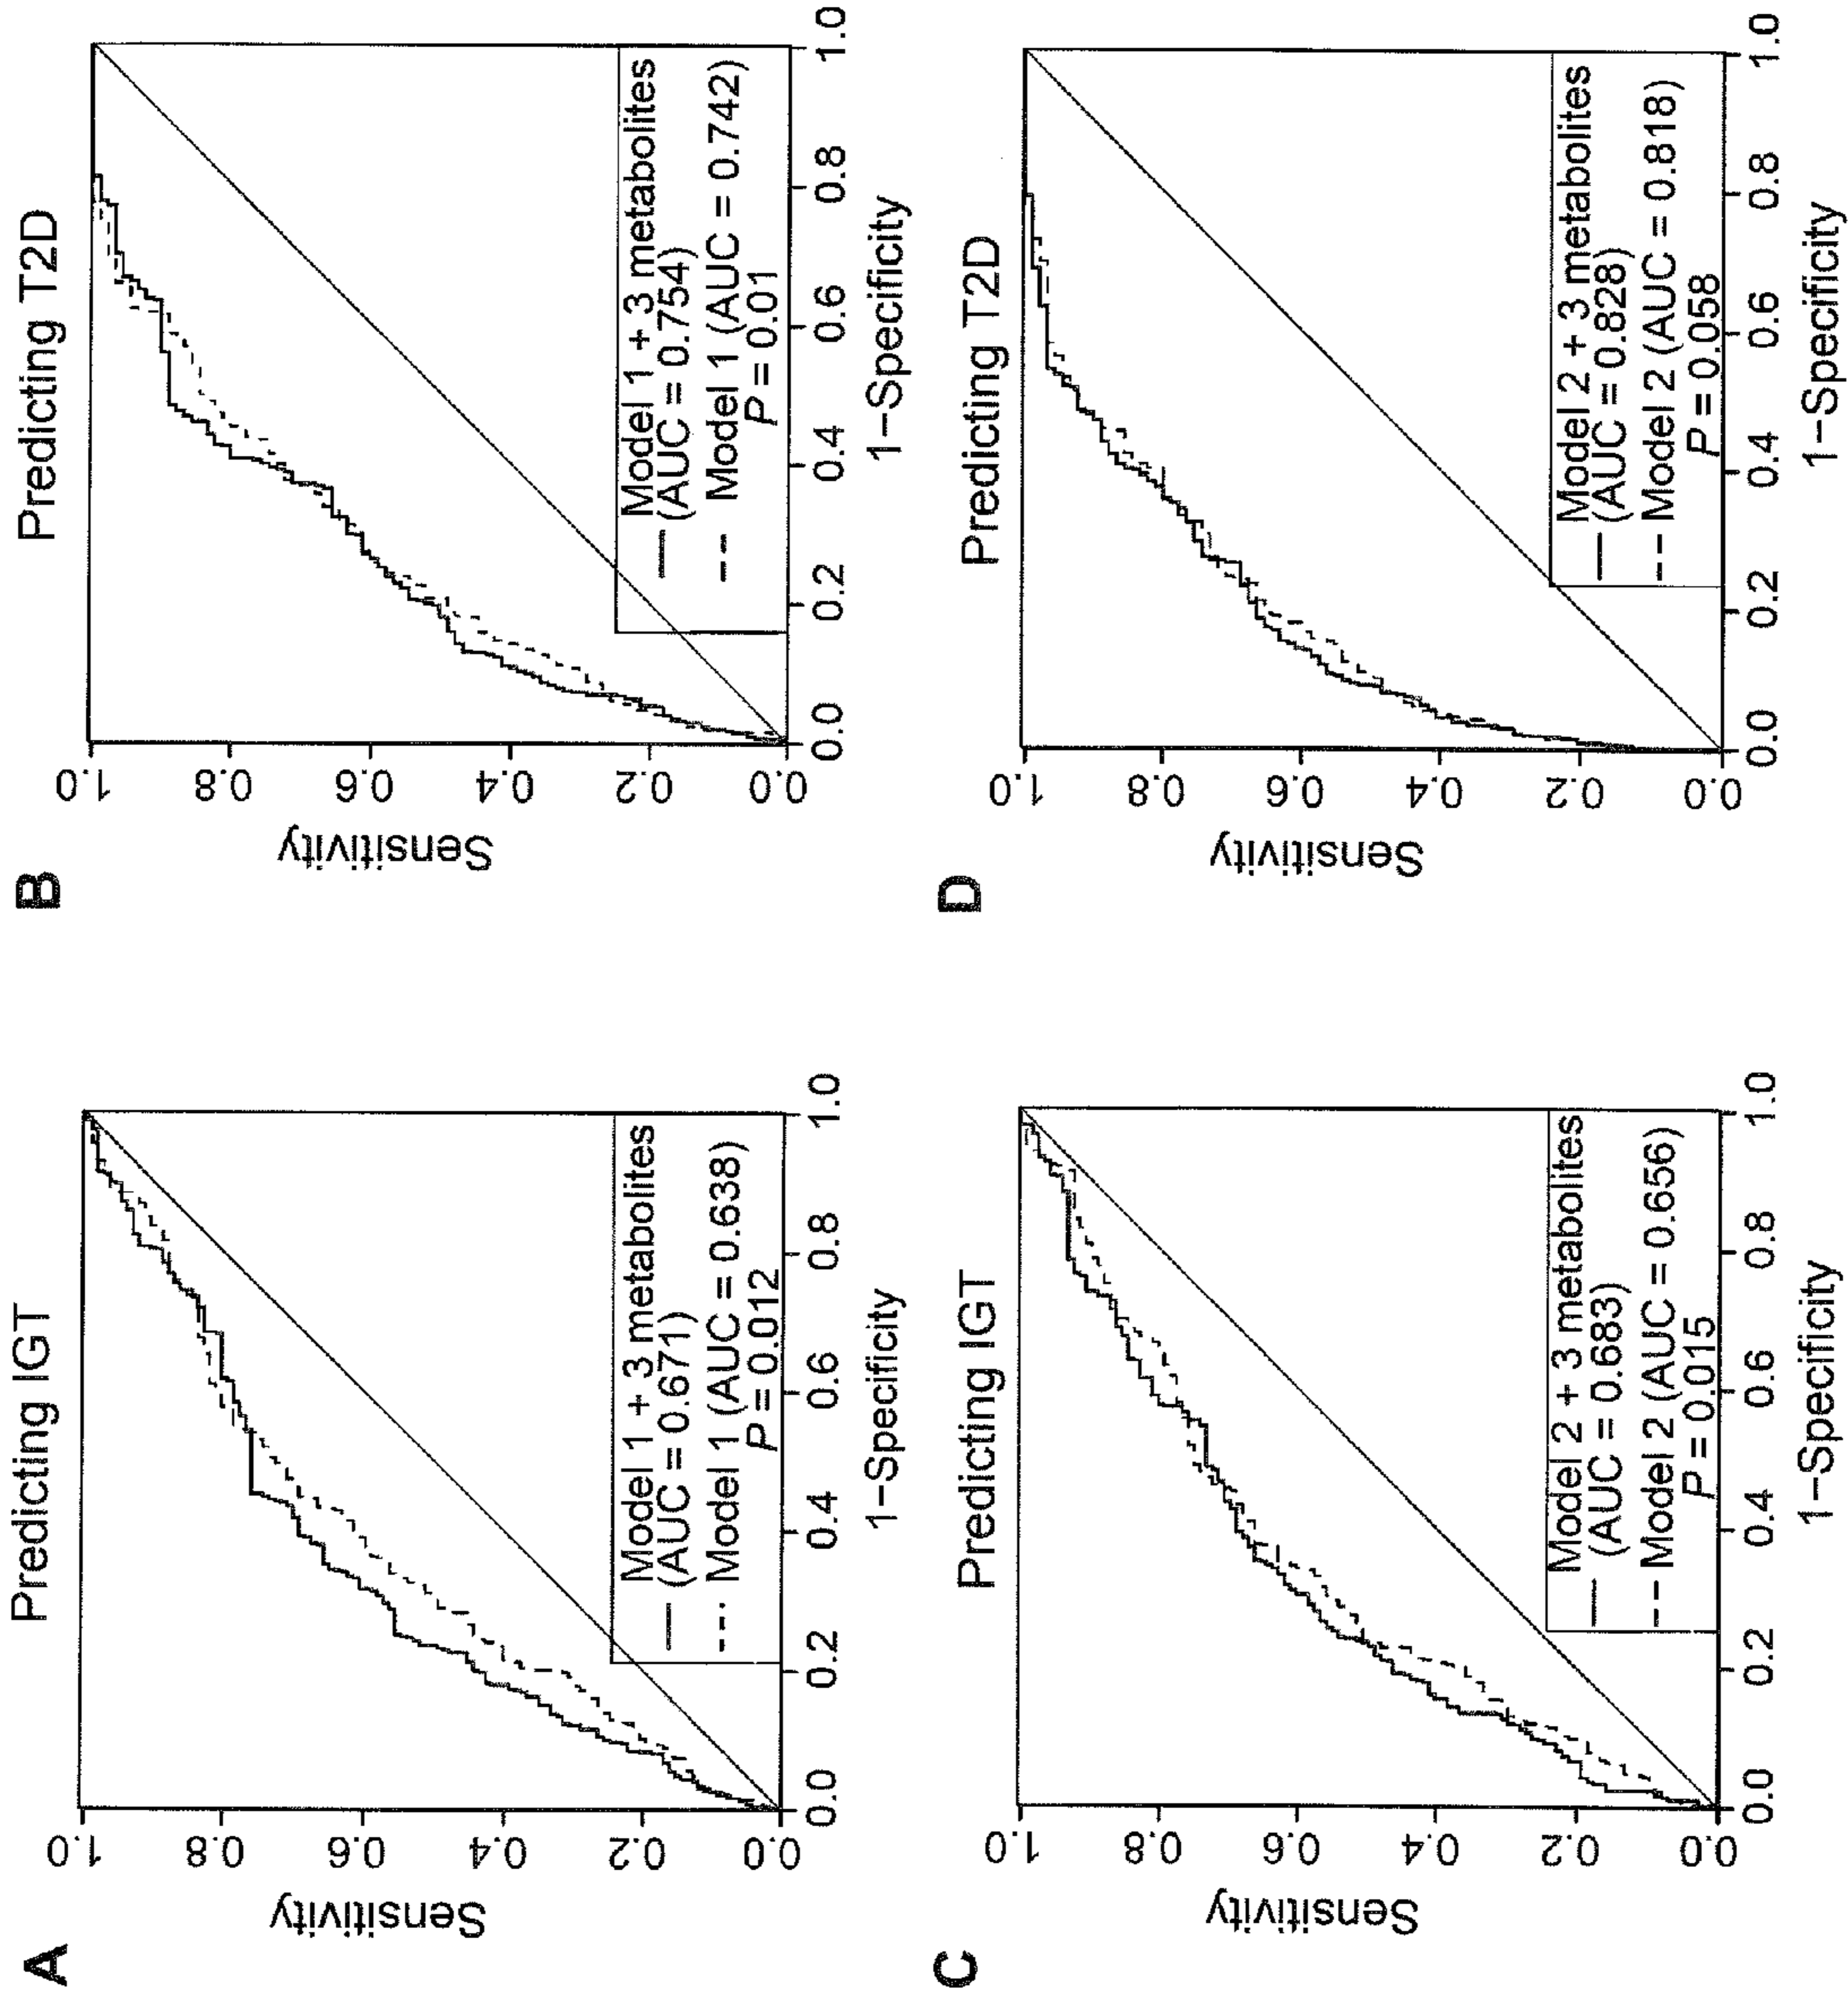 A
Predicting IGT
Sensitivity
1.0
0.8
0.6
0.4
0.2
0.0
Model 1 + 3 metabolites
(AUC = 0.671)
Model 1 (AUC = 0.638)
P = 0.012
0.0 0.2 0.4 0.6 0.8 1.0
1−Specificity
B
Predicting T2D
Sensitivity
1.0
0.8
0.6
0.4
0.2
0.0
Model 1 + 3 metabolites
(AUC = 0.754)
Model 1 (AUC = 0.742)
P = 0.01
0.0 0.2 0.4 0.6 0.8 1.0
1−Specificity
C
Predicting IGT
Sensitivity
1.0
0.8
0.6
0.4
0.2
0.0
Model 2 + 3 metabolites
(AUC = 0.683)
Model 2 (AUC = 0.656)
P = 0.015
0.0 0.2 0.4 0.6 0.8 1.0
1−Specificity
D
Predicting T2D
Sensitivity
1.0
0.8
0.6
0.4
0.2
0.0
Model 2 + 3 metabolites
(AUC = 0.828)
Model 2 (AUC = 0.818)
P = 0.058
0.0 0.2 0.4 0.6 0.8 1.0
1−Specificity